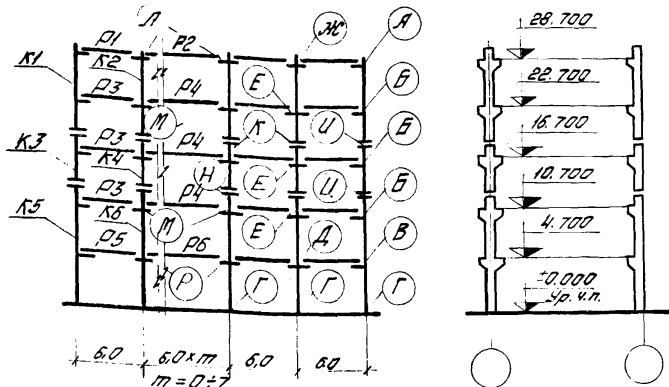 Л Ж А
Р1 Р2
К1 К2
Р3 Р4 Е Б
М К И Б
К3 Р3 Р4
К4 Н Е И
Р3 Р4 Б
К5 К6 М Е Д В
Р5 Р6
Р Г Г Г
6,0 6,0×m 6,0 6,0
m=0÷7
28.700
22.700
16.700
10.700
4.700
±0.000
Ур.ч.п.